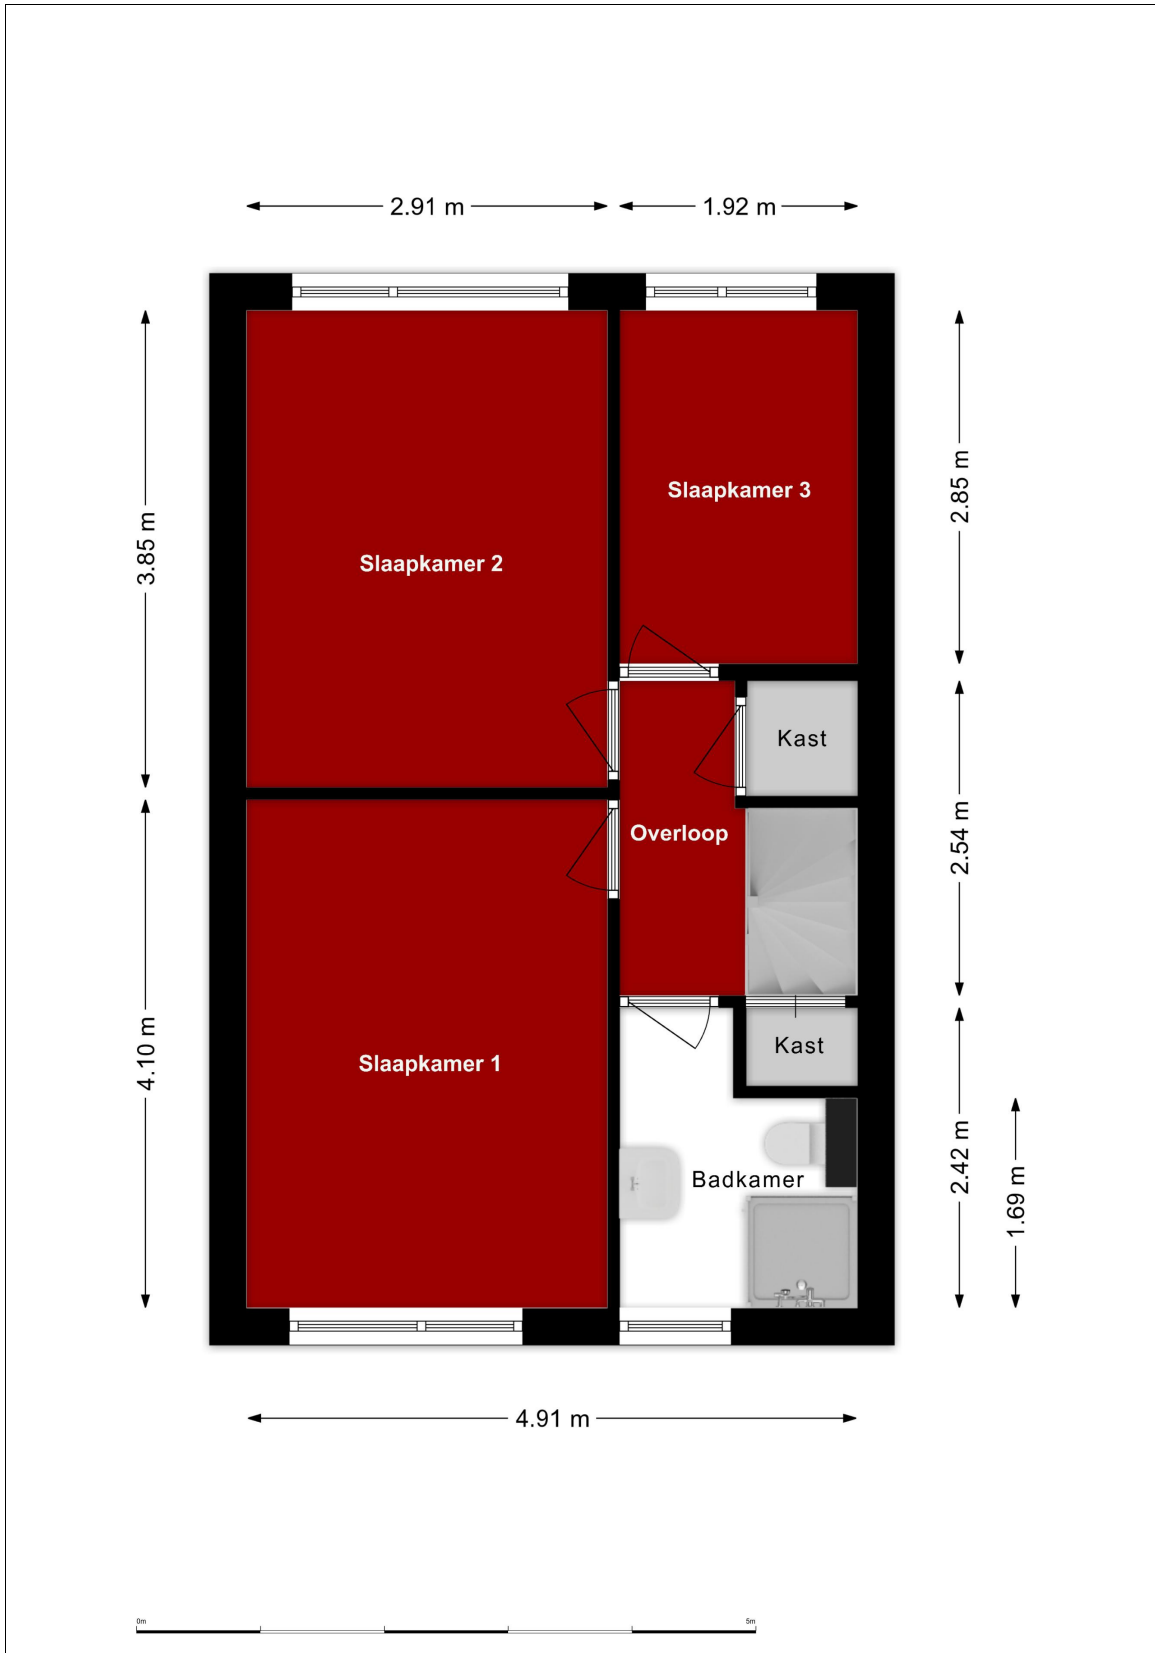 2.91 m
1.92 m
3.85 m
2.85 m
Slaapkamer 3
Slaapkamer 2
Kast
Overloop
2.54 m
4.10 m
Kast
Slaapkamer 1
2.42 m
1.69 m
Badkamer
4.91 m
0m
5m